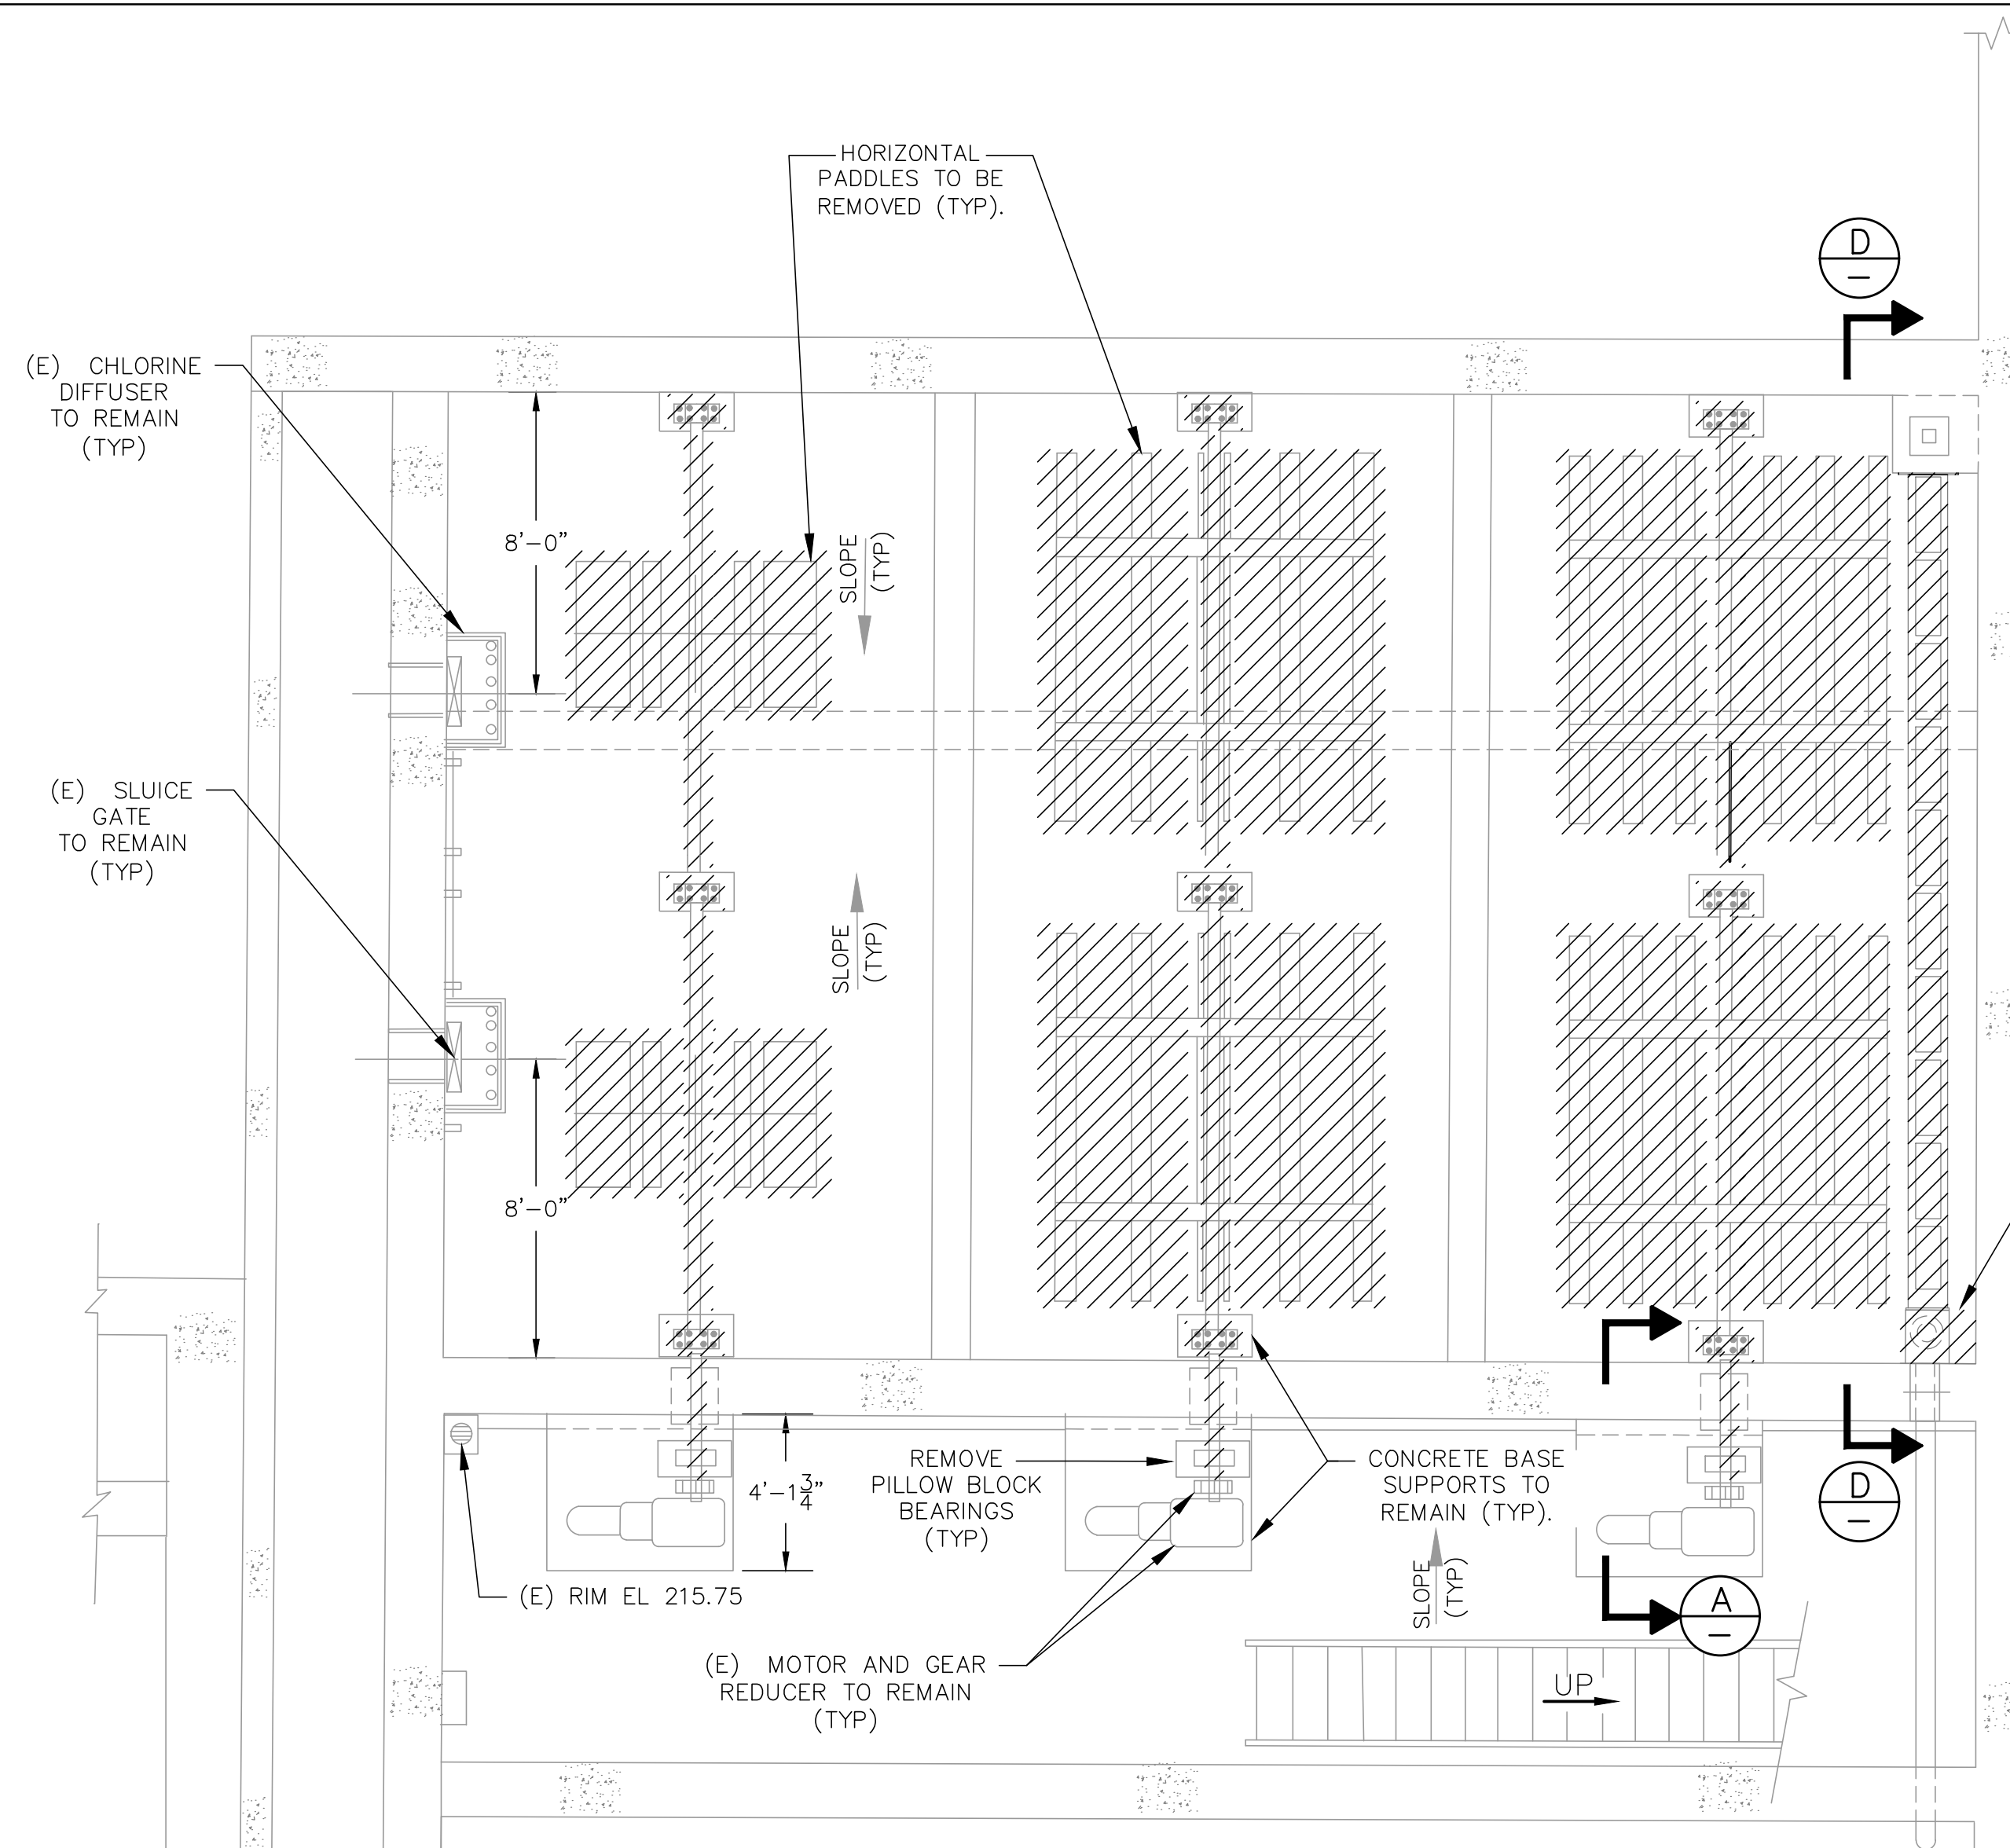 HORIZONTAL
PADDLES TO BE
REMOVED (TYP).
D
(E) CHLORINE
DIFFUSER
TO REMAIN
(TYP)
8'-0"
SLOPE
(TYP)
(E) SLUICE
GATE
TO REMAIN
(TYP)
SLOPE
(TYP)
8'-0"
REMOVE
PILLOW BLOCK
BEARINGS
(TYP)
4'-1 3/4"
CONCRETE BASE
SUPPORTS TO
REMAIN (TYP).
D
SLOPE
(TYP)
(E) RIM EL 215.75
A
(E) MOTOR AND GEAR
REDUCER TO REMAIN
(TYP)
UP